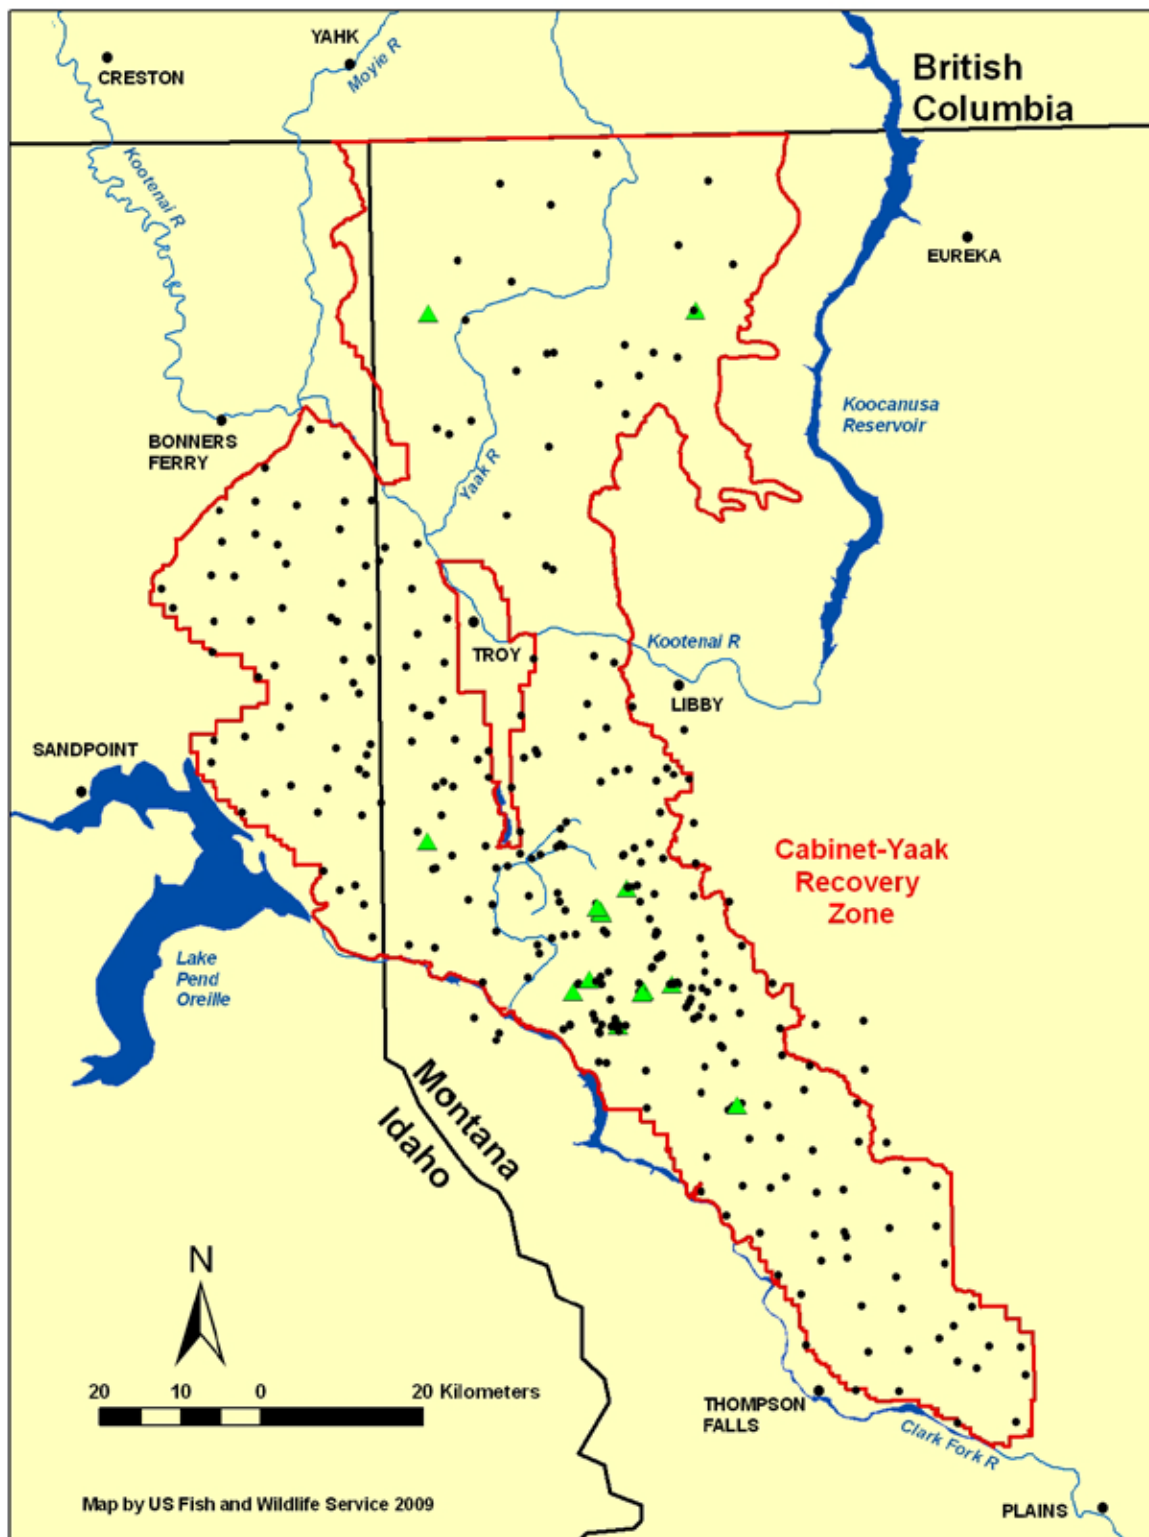 YAHK
CRESTON
Moyie R
British
Columbia
Kootenai R
EUREKA
Koocanusa
Reservoir
BONNERS
FERRY
Yaak R
TROY
Kootenai R
LIBBY
SANDPOINT
Cabinet-Yaak
Recovery
Zone
Lake
Pend
Oreille
Montana
Idaho
N
20 10 0 20 Kilometers
THOMPSON
FALLS
Clark Fork R
Map by US Fish and Wildlife Service 2009
PLAINS